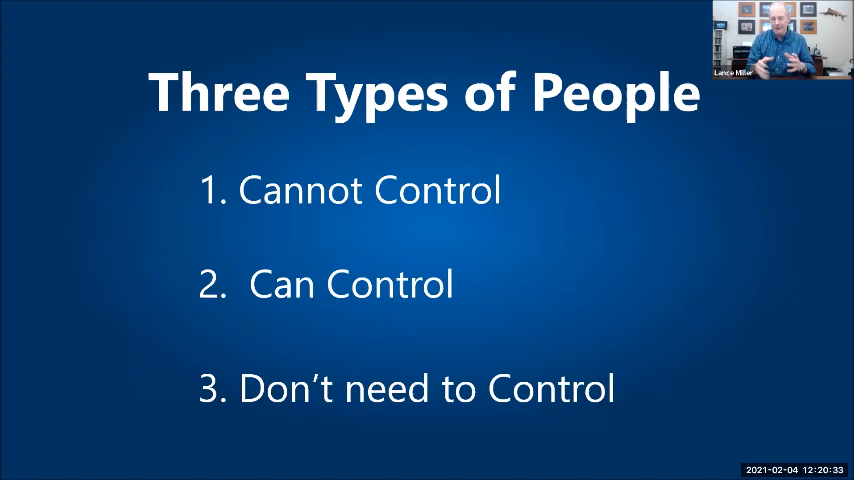 Lance Miller
Three Types of People
1. Cannot Control
2. Can Control
3. Don't need to Control
2021-02-04 12:20:33